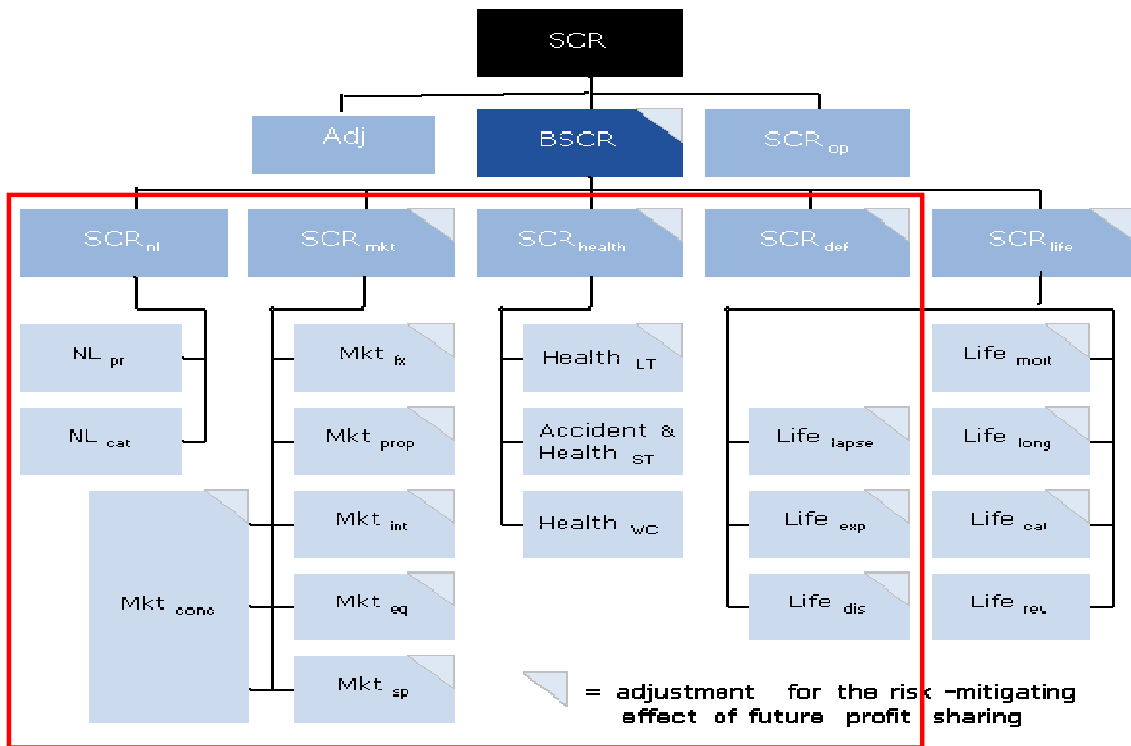 SCR
Adj
BSCR
SCR op
SCR nl
SCR mkt
SCR health
SCR def
SCR life
NL pr
Mkt fx
Health LT
Life mort
NL cat
Mkt prop
Accident &
Health ST
Life lapse
Life long
Mkt int
Health WC
Life exp
Life cat
Mkt conc
Mkt eq
Life dis
Life rev
Mkt sp
= adjustment for the risk -mitigating
effect of future profit sharing